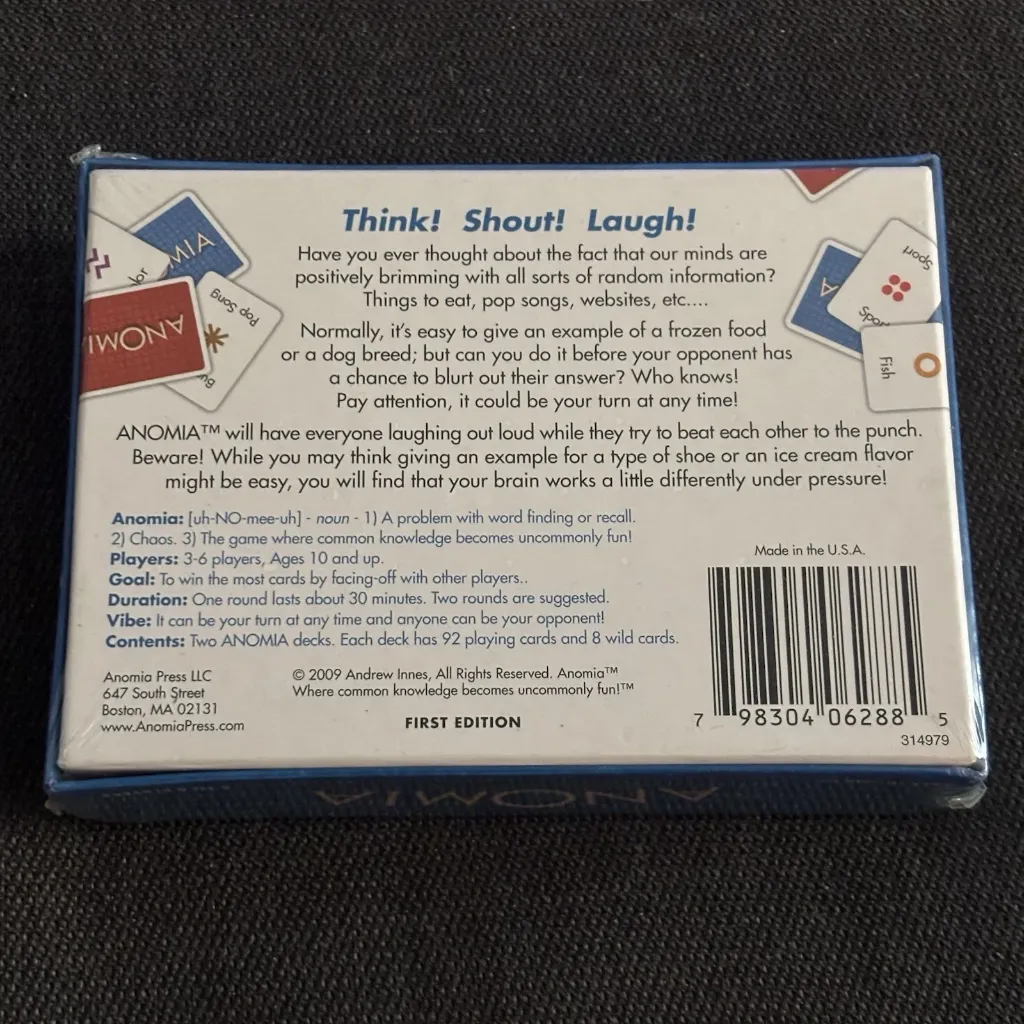 Think! Shout! Laugh!
Have you ever thought about the fact that our minds are
positively brimming with all sorts of random information?
Things to eat, pop songs, websites, etc....
Normally, it's easy to give an example of a frozen food
or a dog breed; but can you do it before your opponent has
a chance to blurt out their answer? Who knows!
Pay attention, it could be your turn at any time!
ANOMIA™ will have everyone laughing out loud while they try to beat each other to the punch.
Beware! While you may think giving an example for a type of shoe or an ice cream flavor
might be easy, you will find that your brain works a little differently under pressure!
MIA
ANOMIA
Pop Song
Sport
Fish
Anomia: [uh-NO-mee-uh] - noun - 1) A problem with word finding or recall.
2) Chaos. 3) The game where common knowledge becomes uncommonly fun!
Players: 3-6 players, Ages 10 and up.
Goal: To win the most cards by facing-off with other players..
Duration: One round lasts about 30 minutes. Two rounds are suggested.
Vibe: It can be your turn at any time and anyone can be your opponent!
Contents: Two ANOMIA decks. Each deck has 92 playing cards and 8 wild cards.
Anomia Press LLC
647 South Street
Boston, MA 02131
www.AnomiaPress.com
© 2009 Andrew Innes, All Rights Reserved. Anomia™
Where common knowledge becomes uncommonly fun!™
FIRST EDITION
Made in the U.S.A.
7 98304 06288 5
314979
ANOMIA